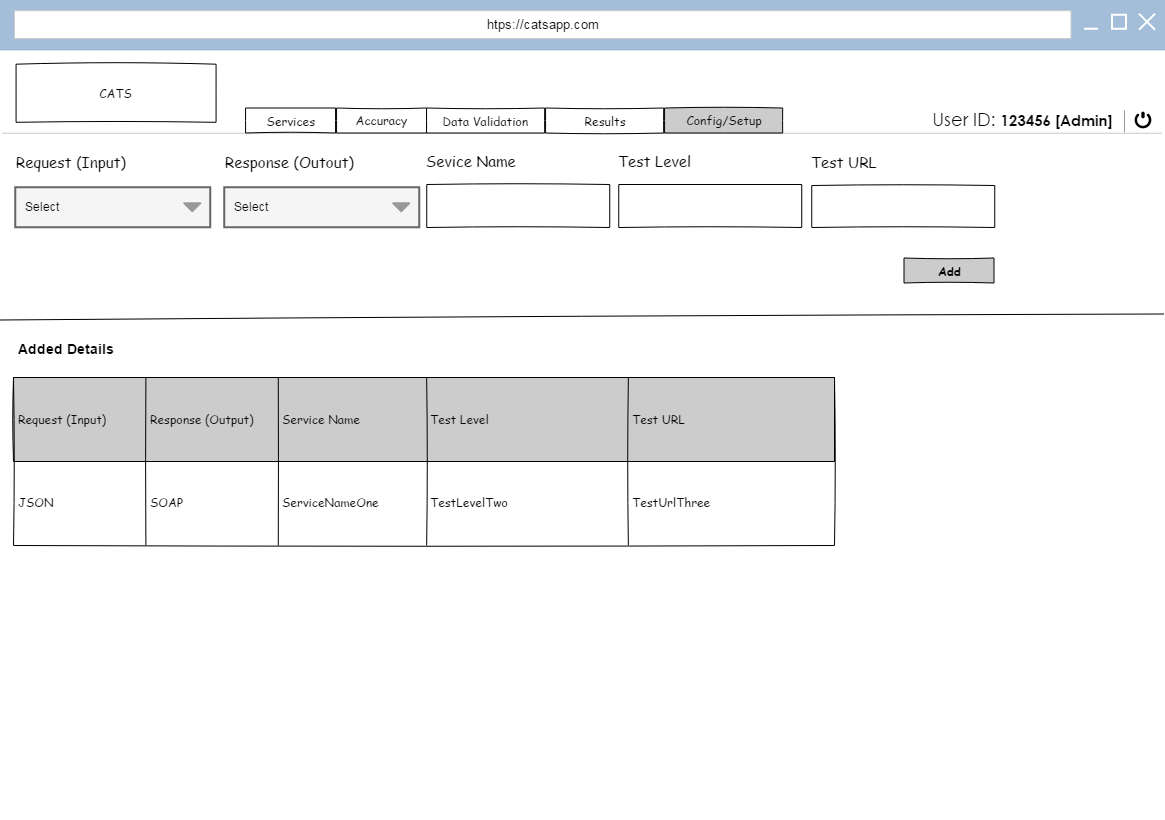 htps://catsapp.com
CATS
Services Accuracy Data Validation Results Config/Setup User ID: 123456 [Admin]
Request (Input) Response (Outout) Sevice Name Test Level Test URL
Select Select
Add
Added Details
Request (Input) Response (Output) Service Name Test Level Test URL
JSON SOAP ServiceNameOne TestLevelTwo TestUrlThree